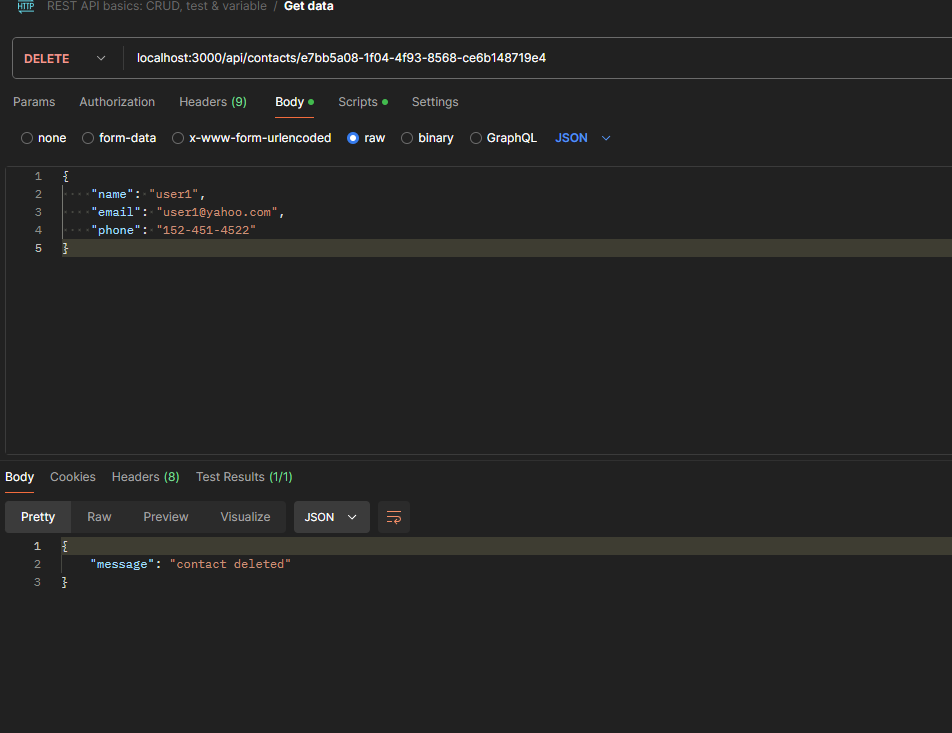 HTTP REST API basics: CRUD, test & variable / Get data
DELETE localhost:3000/api/contacts/e7bb5a08-1f04-4f93-8568-ce6b148719e4
Params Authorization Headers (9) Body Scripts Settings
none form-data x-www-form-urlencoded raw binary GraphQL JSON
1 {
2 "name": "user1",
3 "email": "user1@yahoo.com",
4 "phone": "152-451-4522"
5 }
Body Cookies Headers (8) Test Results (1/1)
Pretty Raw Preview Visualize JSON
1 {
2 "message": "contact deleted"
3 }